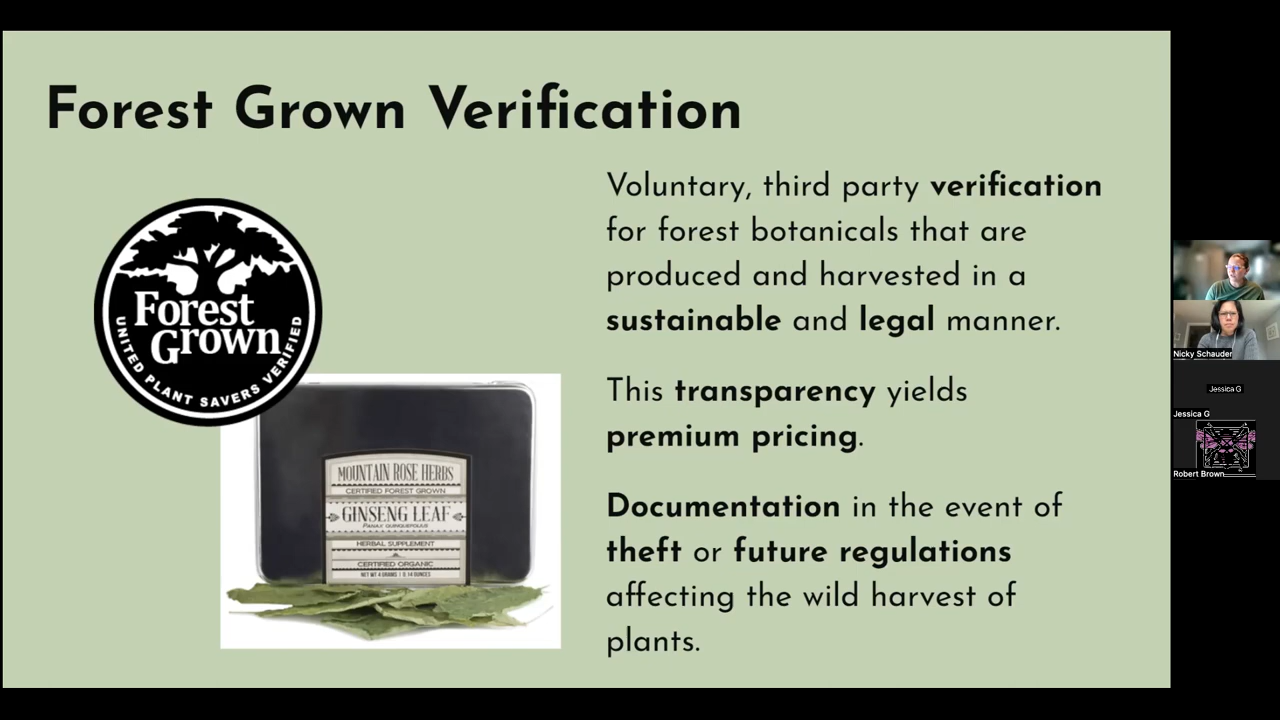 Forest Grown Verification
Voluntary, third party verification
for forest botanicals that are
produced and harvested in a
sustainable and legal manner.
This transparency yields
premium pricing.
Documentation in the event of
theft or future regulations
affecting the wild harvest of
plants.
Forest
Grown
UNITED PLANT SAVERS VERIFIED
MOUNTAIN ROSE HERBS
CERTIFIED FOREST GROWN
GINSENG LEAF
PANAX QUINQUEFOLIUS
HERBAL SUPPLEMENT
CERTIFIED ORGANIC
NET WT 4 GRAMS | 0.14 OUNCES
Nicky Schauder
Jessica G
Jessica G
Robert Brown